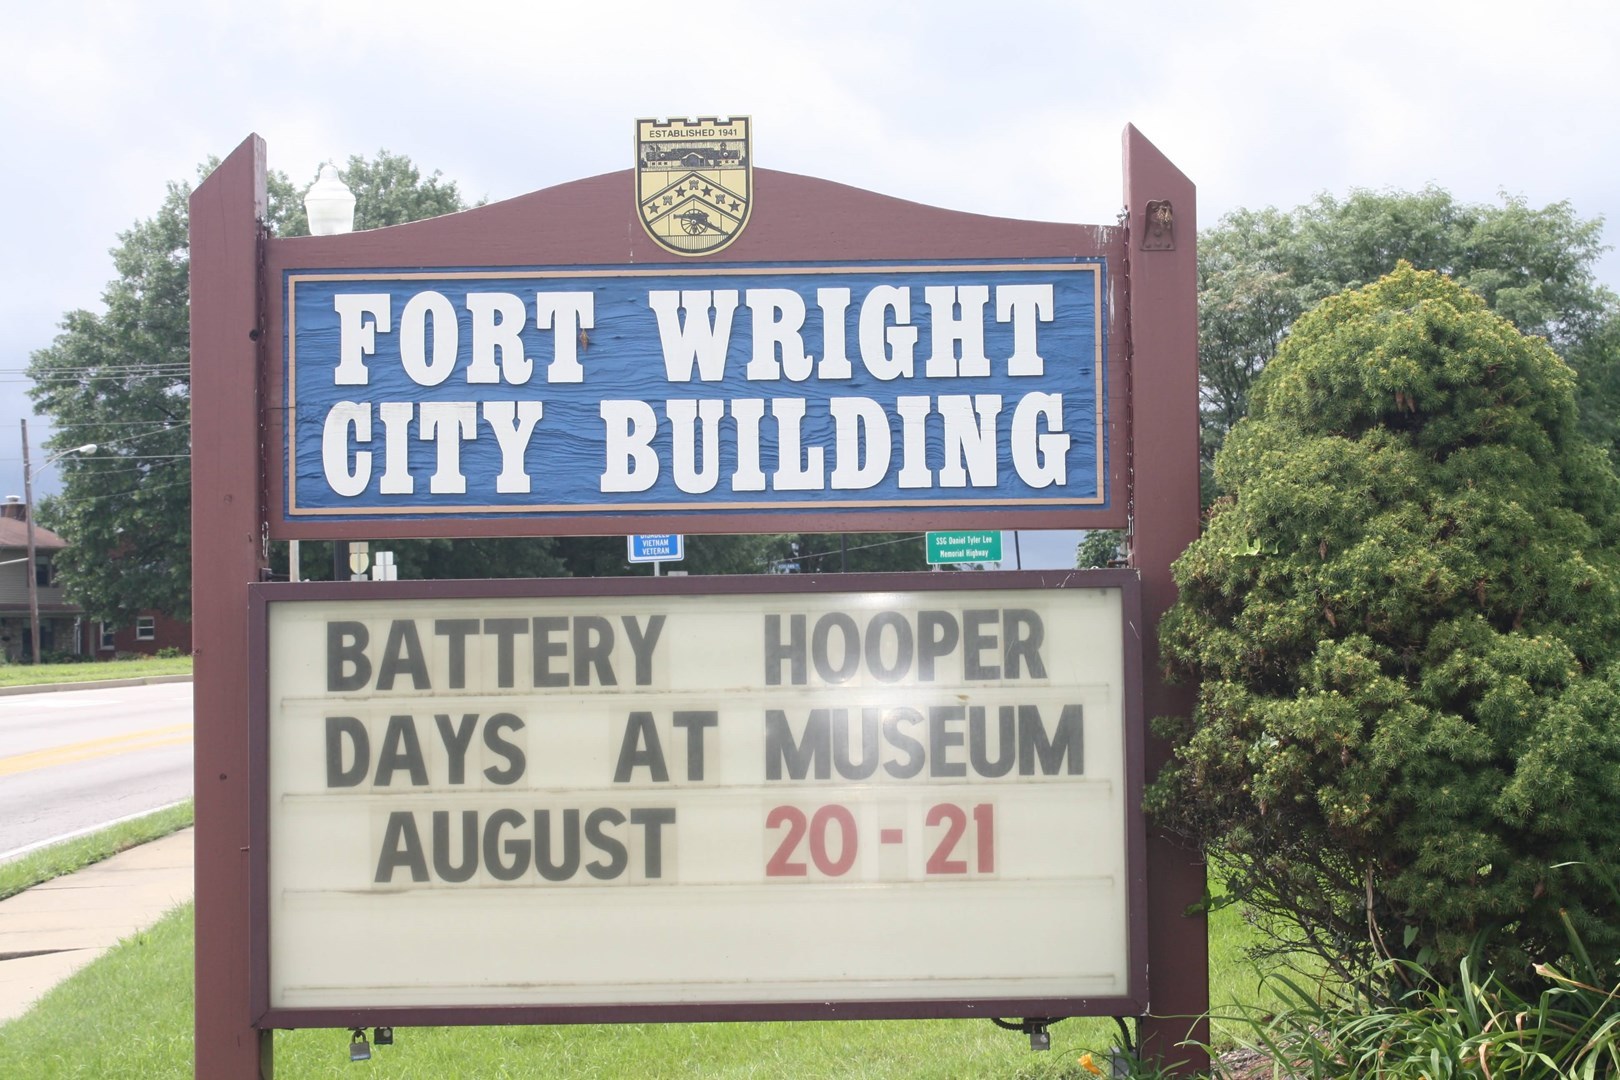 ESTABLISHED 1941
FORT WRIGHT
CITY BUILDING
VIETNAM
VETERAN
SSG Daniel Tyler Lee
Memorial Highway
BATTERY HOOPER
DAYS AT MUSEUM
AUGUST 20-21